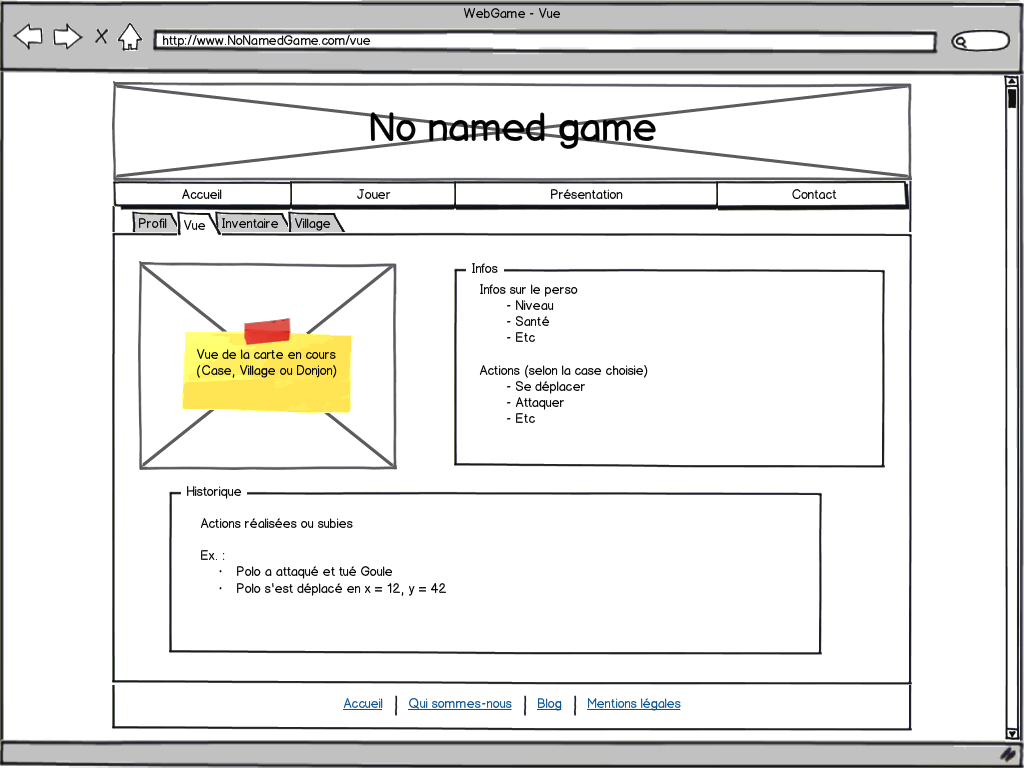 WebGame - Vue
http://www.NoNamedGame.com/vue
No named game
Accueil Jouer Présentation Contact
Profil Vue Inventaire Village
Vue de la carte en cours
(Case, Village ou Donjon)
Infos
Infos sur le perso
- Niveau
- Santé
- Etc
Actions (selon la case choisie)
- Se déplacer
- Attaquer
- Etc
Historique
Actions réalisées ou subies
Ex. :
· Polo a attaqué et tué Goule
· Polo s'est déplacé en x = 12, y = 42
Accueil | Qui sommes-nous | Blog | Mentions légales